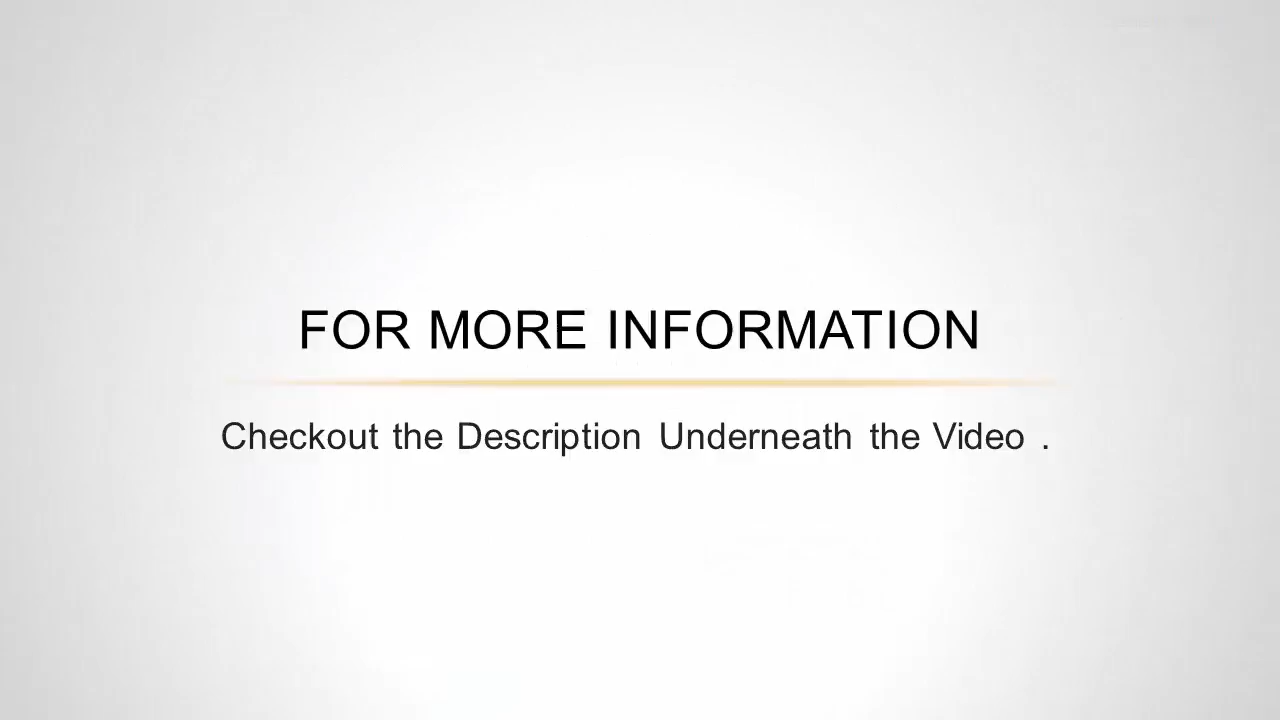 FOR MORE INFORMATION
Checkout the Description Underneath the Video .